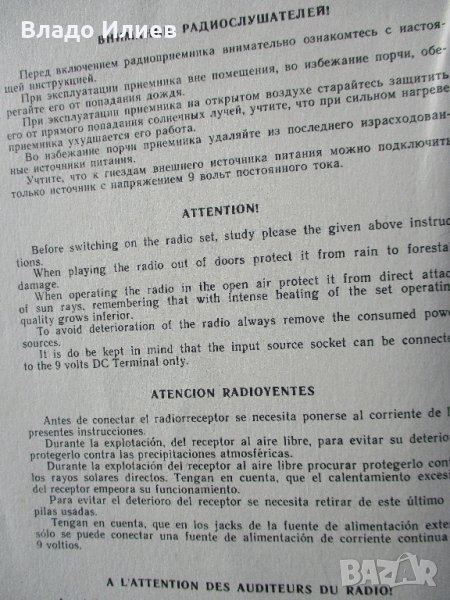 Владо Илиев
ВНИМАНИЕ РАДИОСЛУШАТЕЛЕЙ!
Перед включением радиоприемника внимательно ознакомтесь с настоя-
щей инструкцией.
При эксплуатации приемника вне помещения, во избежание порчи, обе-
регайте его от попадания дождя.
При эксплуатации приемника на открытом воздухе старайтесь защитить
его от прямого попадания солнечных лучей, учтите, что при сильном нагреве
приемника ухудшается его работа.
Во избежание порчи приемника удаляйте из последнего израсходован-
ные источники питания.
Учтите, что к гнездам внешнего источника питания можно подключить
только источник с напряжением 9 вольт постоянного тока.
ATTENTION!
Before switching on the radio set, study please the given above instruc
tions.
When playing the radio out of doors protect it from rain to forestal
damage.
When operating the radio in the open air protect it from direct attac
of sun rays, remembering that with intense heating of the set operatin
quality grows inferior.
To avoid deterioration of the radio always remove the consumed pow
sources.
It is do be kept in mind that the input source socket can be connecte
to the 9 volts DC Terminal only.
ATENCION RADIOYENTES
Antes de conectar el radiorreceptor se necesita ponerse al corriente de l
presentes instrucciones.
Durante la explotación, del receptor al aire libre, para evitar su deterio
protegerlo contra las precipitaciones atmosféricas.
Durante la explotación del receptor al aire libre procurar protegerlo cont
los rayos solares directos. Tengan en cuenta, que el calentamiento exces
del receptor empeora su funcionamiento.
Para evitar el deterioro del receptor se necesita retirar de este último
pilas usadas.
Tengan en cuenta, que en los jacks de la fuente de alimentación exter
sólo se puede conectar una fuente de alimentación de corriente continua
9 voltios.
A L'ATTENTION DES AUDITEURS DU RADIO!
BAZAR